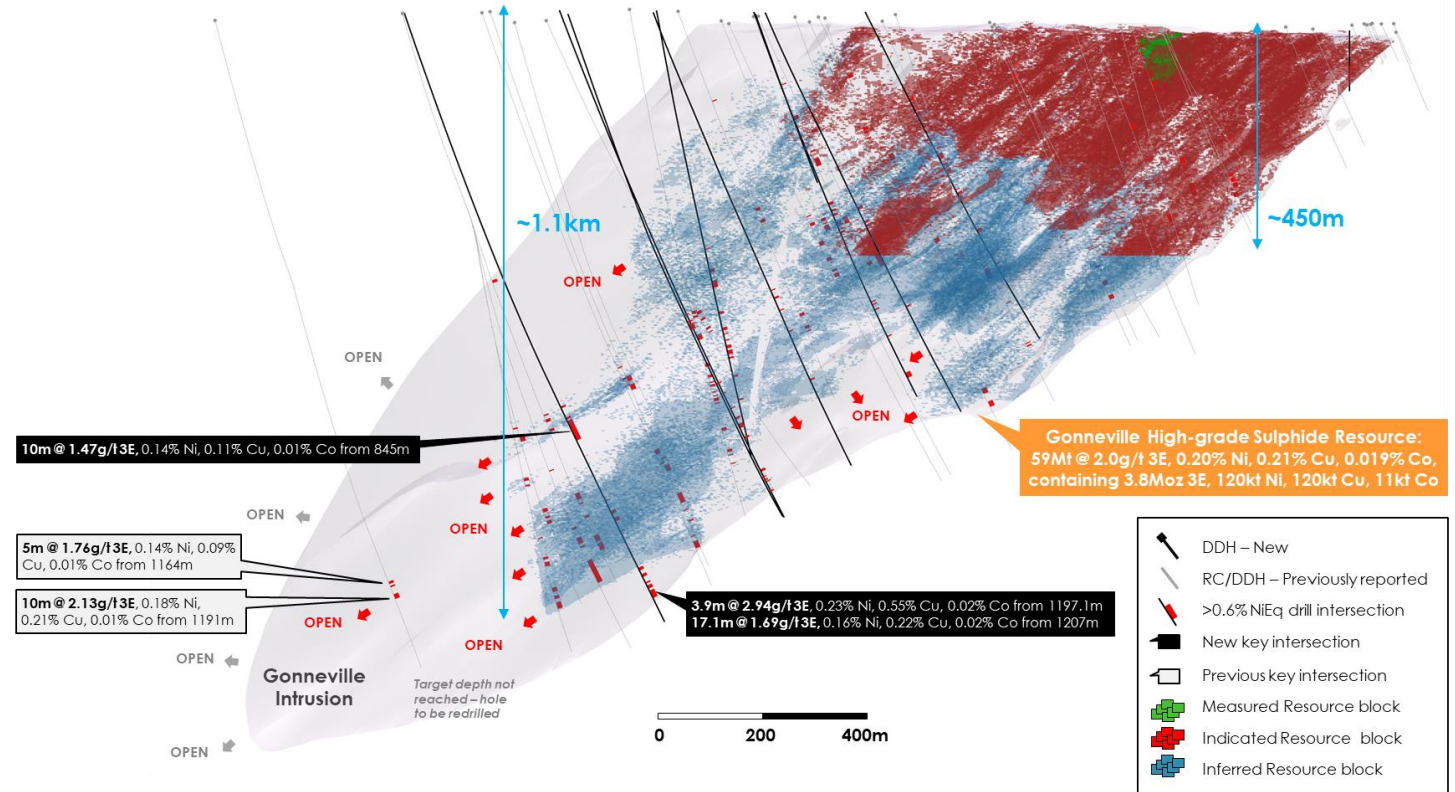 ~1.1km
~450m
OPEN
OPEN
OPEN
10m @ 1.47g/t 3E, 0.14% Ni, 0.11% Cu, 0.01% Co from 845m
Gonneville High-grade Sulphide Resource:
59Mt @ 2.0g/t 3E, 0.20% Ni, 0.21% Cu, 0.019% Co,
containing 3.8Moz 3E, 120kt Ni, 120kt Cu, 11kt Co
OPEN
OPEN
5m @ 1.76g/t 3E, 0.14% Ni, 0.09%
Cu, 0.01% Co from 1164m
10m @ 2.13g/t 3E, 0.18% Ni,
0.21% Cu, 0.01% Co from 1191m
OPEN
3.9m @ 2.94g/t 3E, 0.23% Ni, 0.55% Cu, 0.02% Co from 1197.1m
17.1m @ 1.69g/t 3E, 0.16% Ni, 0.22% Cu, 0.02% Co from 1207m
OPEN
OPEN
Gonneville
Intrusion
Target depth not
reached – hole
to be redrilled
OPEN
0 200 400m
DDH – New
RC/DDH – Previously reported
>0.6% NiEq drill intersection
New key intersection
Previous key intersection
Measured Resource block
Indicated Resource block
Inferred Resource block